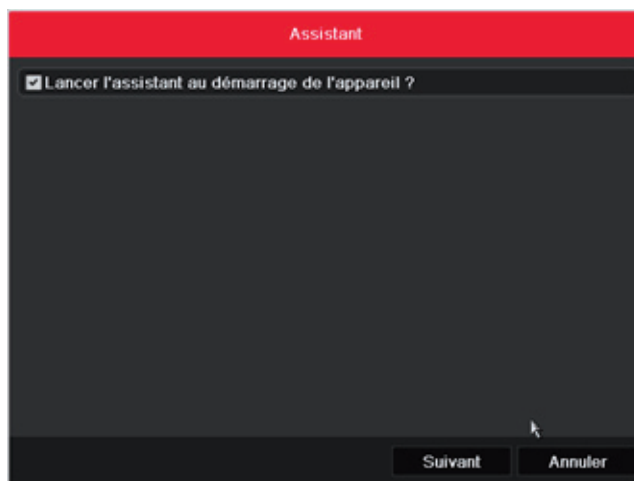 Assistant
Lancer l'assistant au démarrage de l'appareil ?
Suivant Annuler